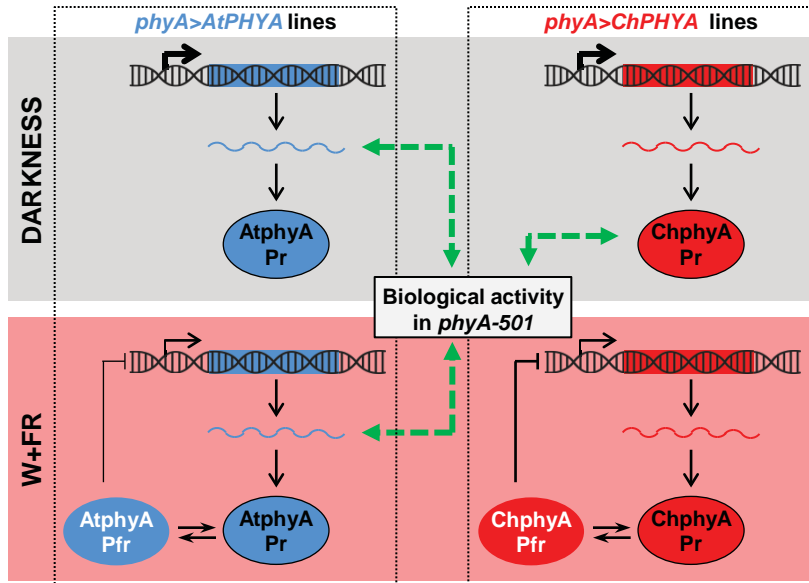 phyA>AtPHYA lines
phyA>ChPHYA lines
DARKNESS
AtphyA
Pr
ChphyA
Pr
Biological activity
in phyA-501
W+FR
AtphyA
Pfr
AtphyA
Pr
ChphyA
Pfr
ChphyA
Pr